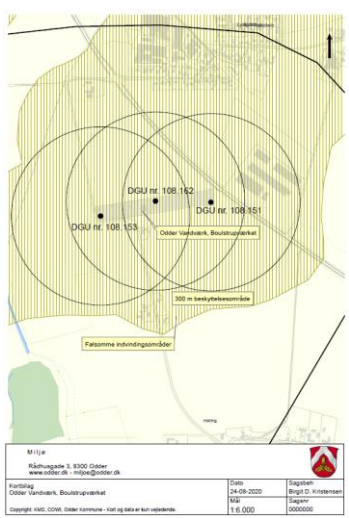 DGU nr. 108.162
DGU nr. 108.151
DGU nr. 108.153
Odder Vandværk, Boulstrupværket
300 m beskyttelsesområde
Følsomme indvindingsområder
Halling
Miljø
Rådhusgade 3, 8300 Odder
www.odder.dk - miljoe@odder.dk
Kortbilag
Odder Vandværk, Boulstrupværket
Dato
24-08-2020
Sagsbeh
Birgit D. Kristensen
Mål
1:6.000
Sagsnr
0000000
Copyright: KMS, COWI, Odder Kommune - Kort og data er kun vejledende.